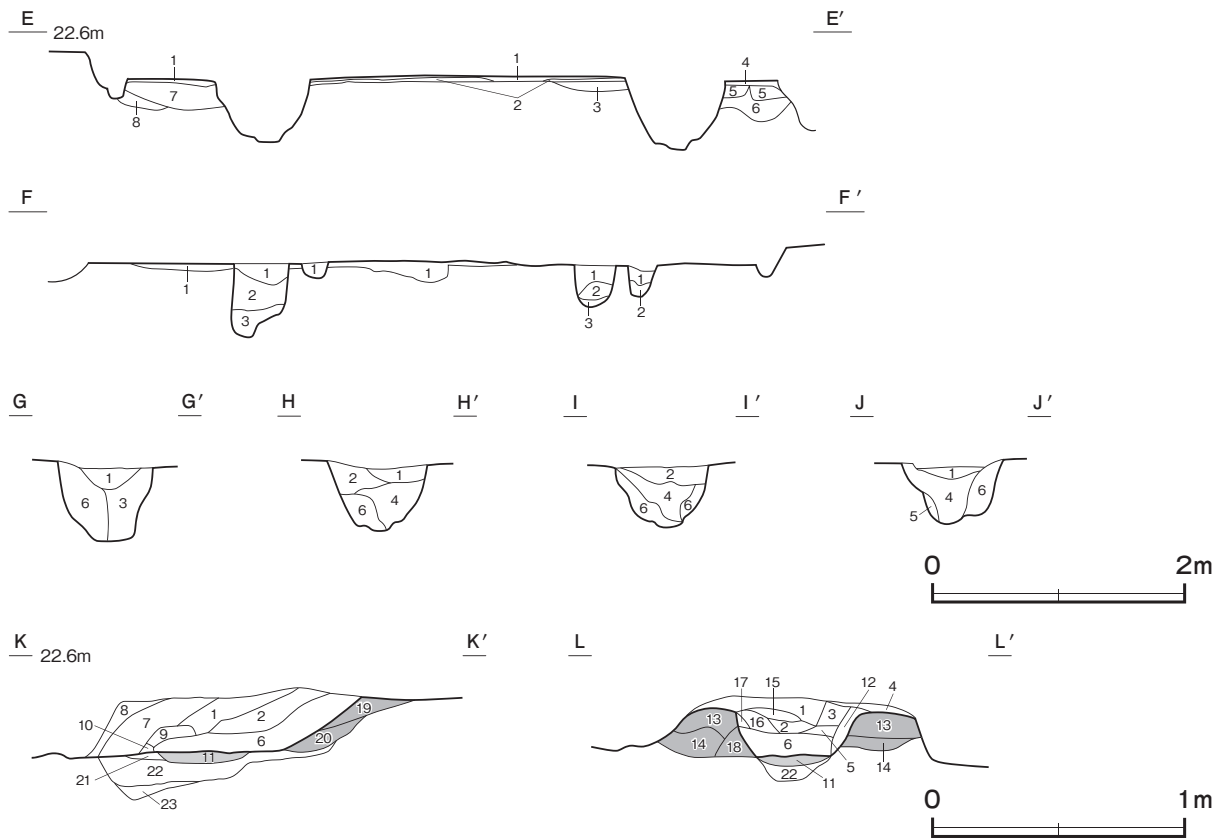 E 22.6m E′
1 1 4
7 5 5
2 3 6
8
F F′
1 1 1 1 1
2 2
1 3 3 2
G G′ H H′ I I′ J J′
1 2 1 2 1
6 3 4 4 4 6
6 6 6 5
0 2m
K 22.6m K′ L L′
17 15 12 4
8 1 2 19 1 3
10 7 13 16 2 13
9 6 20 14 18 6
11 5 14
21 22 22 11
23
0 1m